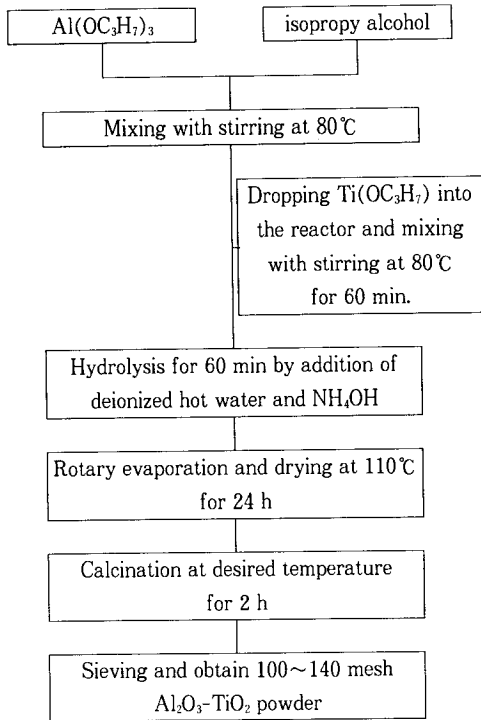 Al(OC₃H₇)₃
isopropy alcohol
Mixing with stirring at 80℃
Dropping Ti(OC₃H₇) into
the reactor and mixing
with stirring at 80℃
for 60 min.
Hydrolysis for 60 min by addition of
deionized hot water and NH₄OH
Rotary evaporation and drying at 110℃
for 24 h
Calcination at desired temperature
for 2 h
Sieving and obtain 100~140 mesh
Al₂O₃-TiO₂ powder